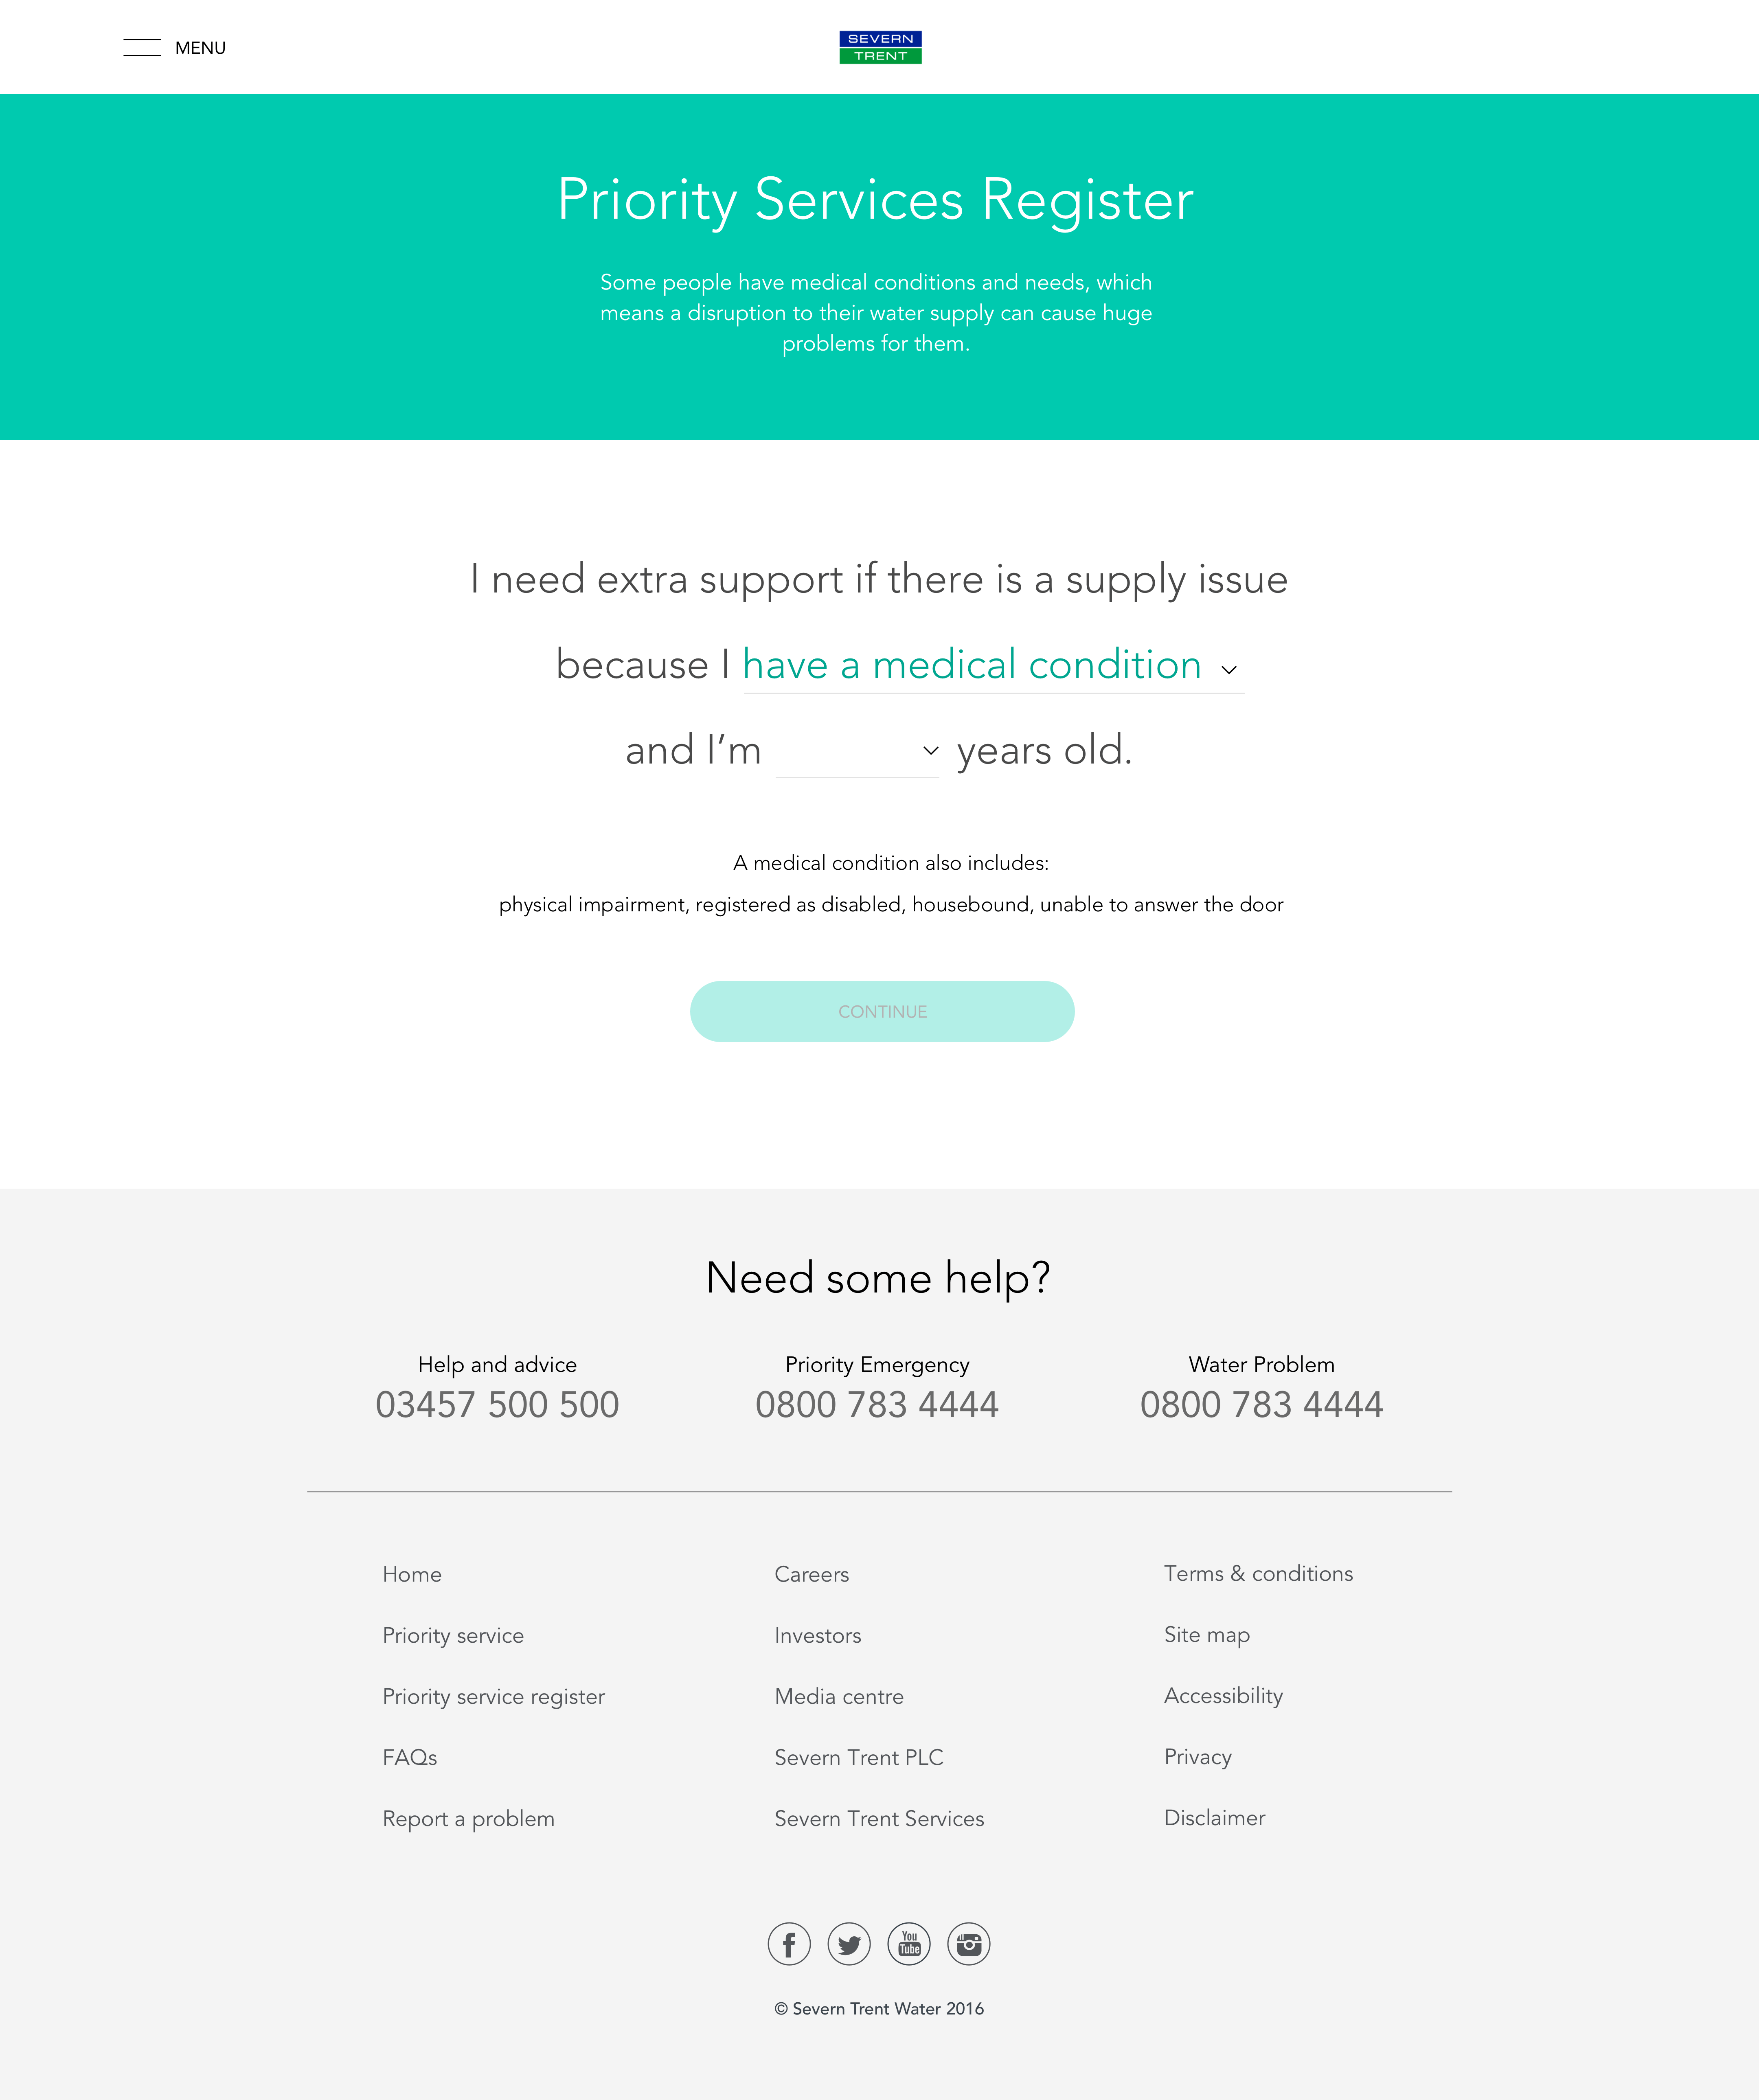 MENU
SEVERN
TRENT
Priority Services Register
Some people have medical conditions and needs, which
means a disruption to their water supply can cause huge
problems for them.
I need extra support if there is a supply issue
because I have a medical condition
and I’m years old.
A medical condition also includes:
physical impairment, registered as disabled, housebound, unable to answer the door
CONTINUE
Need some help?
Help and advice
03457 500 500
Priority Emergency
0800 783 4444
Water Problem
0800 783 4444
Home
Priority service
Priority service register
FAQs
Report a problem
Careers
Investors
Media centre
Severn Trent PLC
Severn Trent Services
Terms & conditions
Site map
Accessibility
Privacy
Disclaimer
You
Tube
© Severn Trent Water 2016